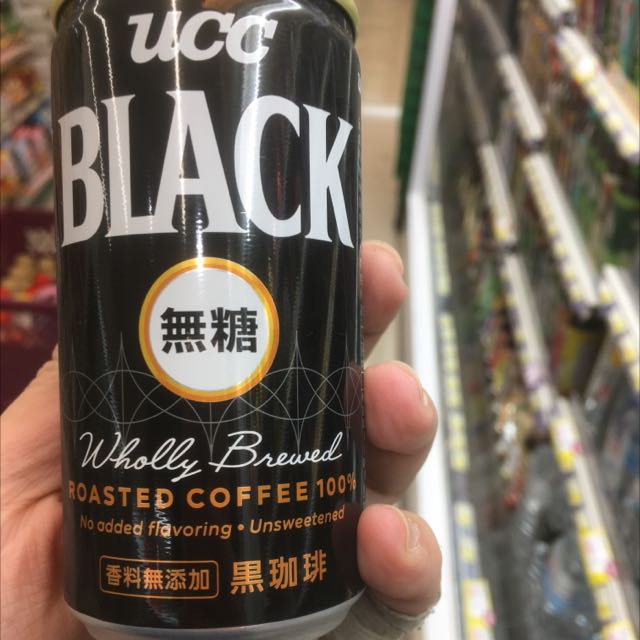 UCC
BLACK
無糖
Wholly Brewed
ROASTED COFFEE 100%
No added flavoring • Unsweetened
香料無添加 黒珈琲